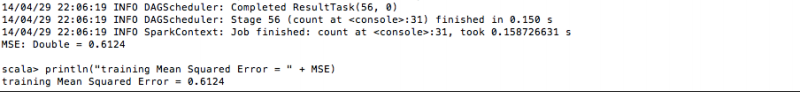 14/04/29 22:06:19 INFO DAGScheduler: Completed ResultTask(56, 0)
14/04/29 22:06:19 INFO DAGScheduler: Stage 56 (count at <console>:31) finished in 0.150 s
14/04/29 22:06:19 INFO SparkContext: Job finished: count at <console>:31, took 0.158726631 s
MSE: Double = 0.6124
scala> println("training Mean Squared Error = " + MSE)
training Mean Squared Error = 0.6124